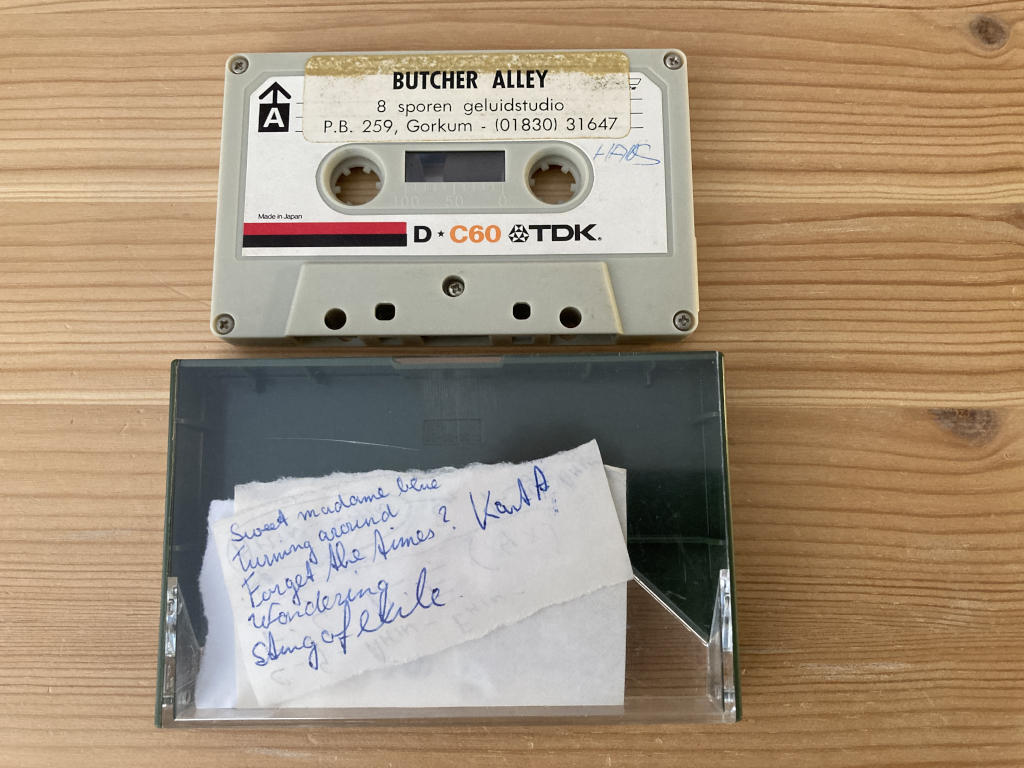 BUTCHER ALLEY
8 sporen geluidstudio
P.B. 259, Gorkum - (01830) 31647
A
100 50 0
Made in Japan
D ★ C60 TDK
Sweet madame blue
Turning around
Forget the times? Kant A
Wondering
Sting of exile